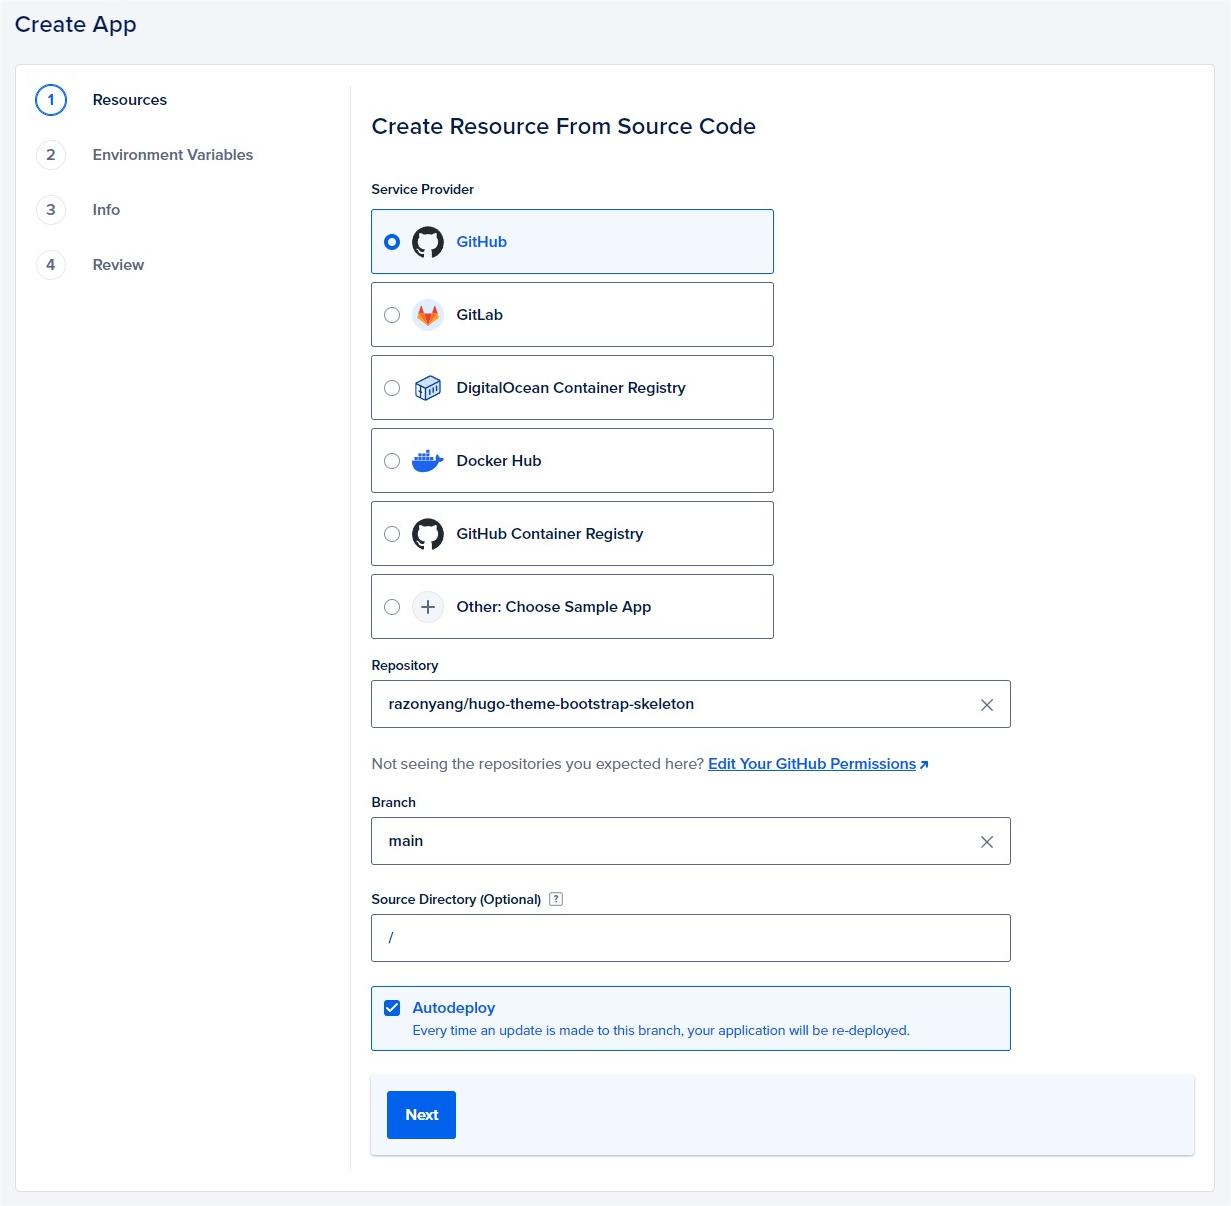 Create App
1 Resources
2 Environment Variables
3 Info
4 Review
Create Resource From Source Code
Service Provider
GitHub
GitLab
DigitalOcean Container Registry
Docker Hub
GitHub Container Registry
Other: Choose Sample App
Repository
razonyang/hugo-theme-bootstrap-skeleton
Not seeing the repositories you expected here? Edit Your GitHub Permissions
Branch
main
Source Directory (Optional) ?
/
Autodeploy
Every time an update is made to this branch, your application will be re-deployed.
Next